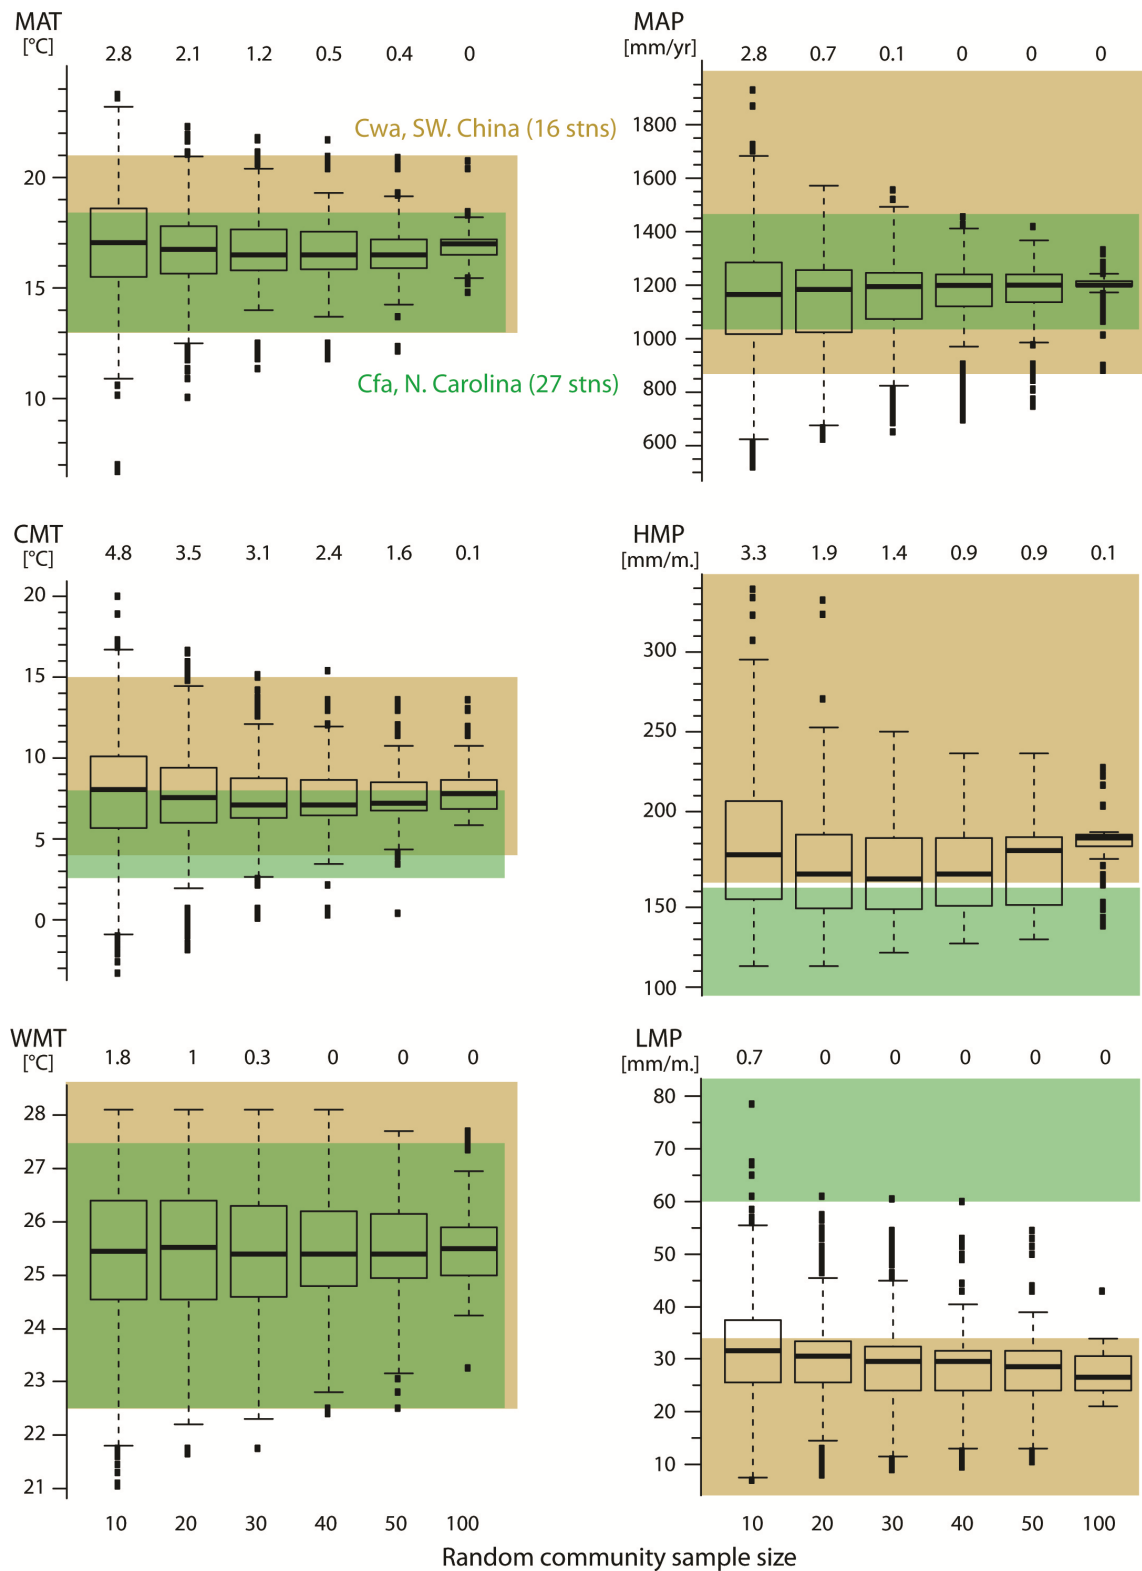 MAT
[°C]
2.8 2.1 1.2 0.5 0.4 0
20
15
10
Cwa, SW. China (16 stns)
Cfa, N. Carolina (27 stns)
MAP
[mm/yr]
2.8 0.7 0.1 0 0 0
1800
1600
1400
1200
1000
800
600
CMT
[°C]
4.8 3.5 3.1 2.4 1.6 0.1
20
15
10
5
0
HMP
[mm/m.]
3.3 1.9 1.4 0.9 0.9 0.1
300
250
200
150
100
WMT
[°C]
1.8 1 0.3 0 0 0
28
27
26
25
24
23
22
21
10 20 30 40 50 100
LMP
[mm/m.]
0.7 0 0 0 0 0
80
70
60
50
40
30
20
10
10 20 30 40 50 100
Random community sample size